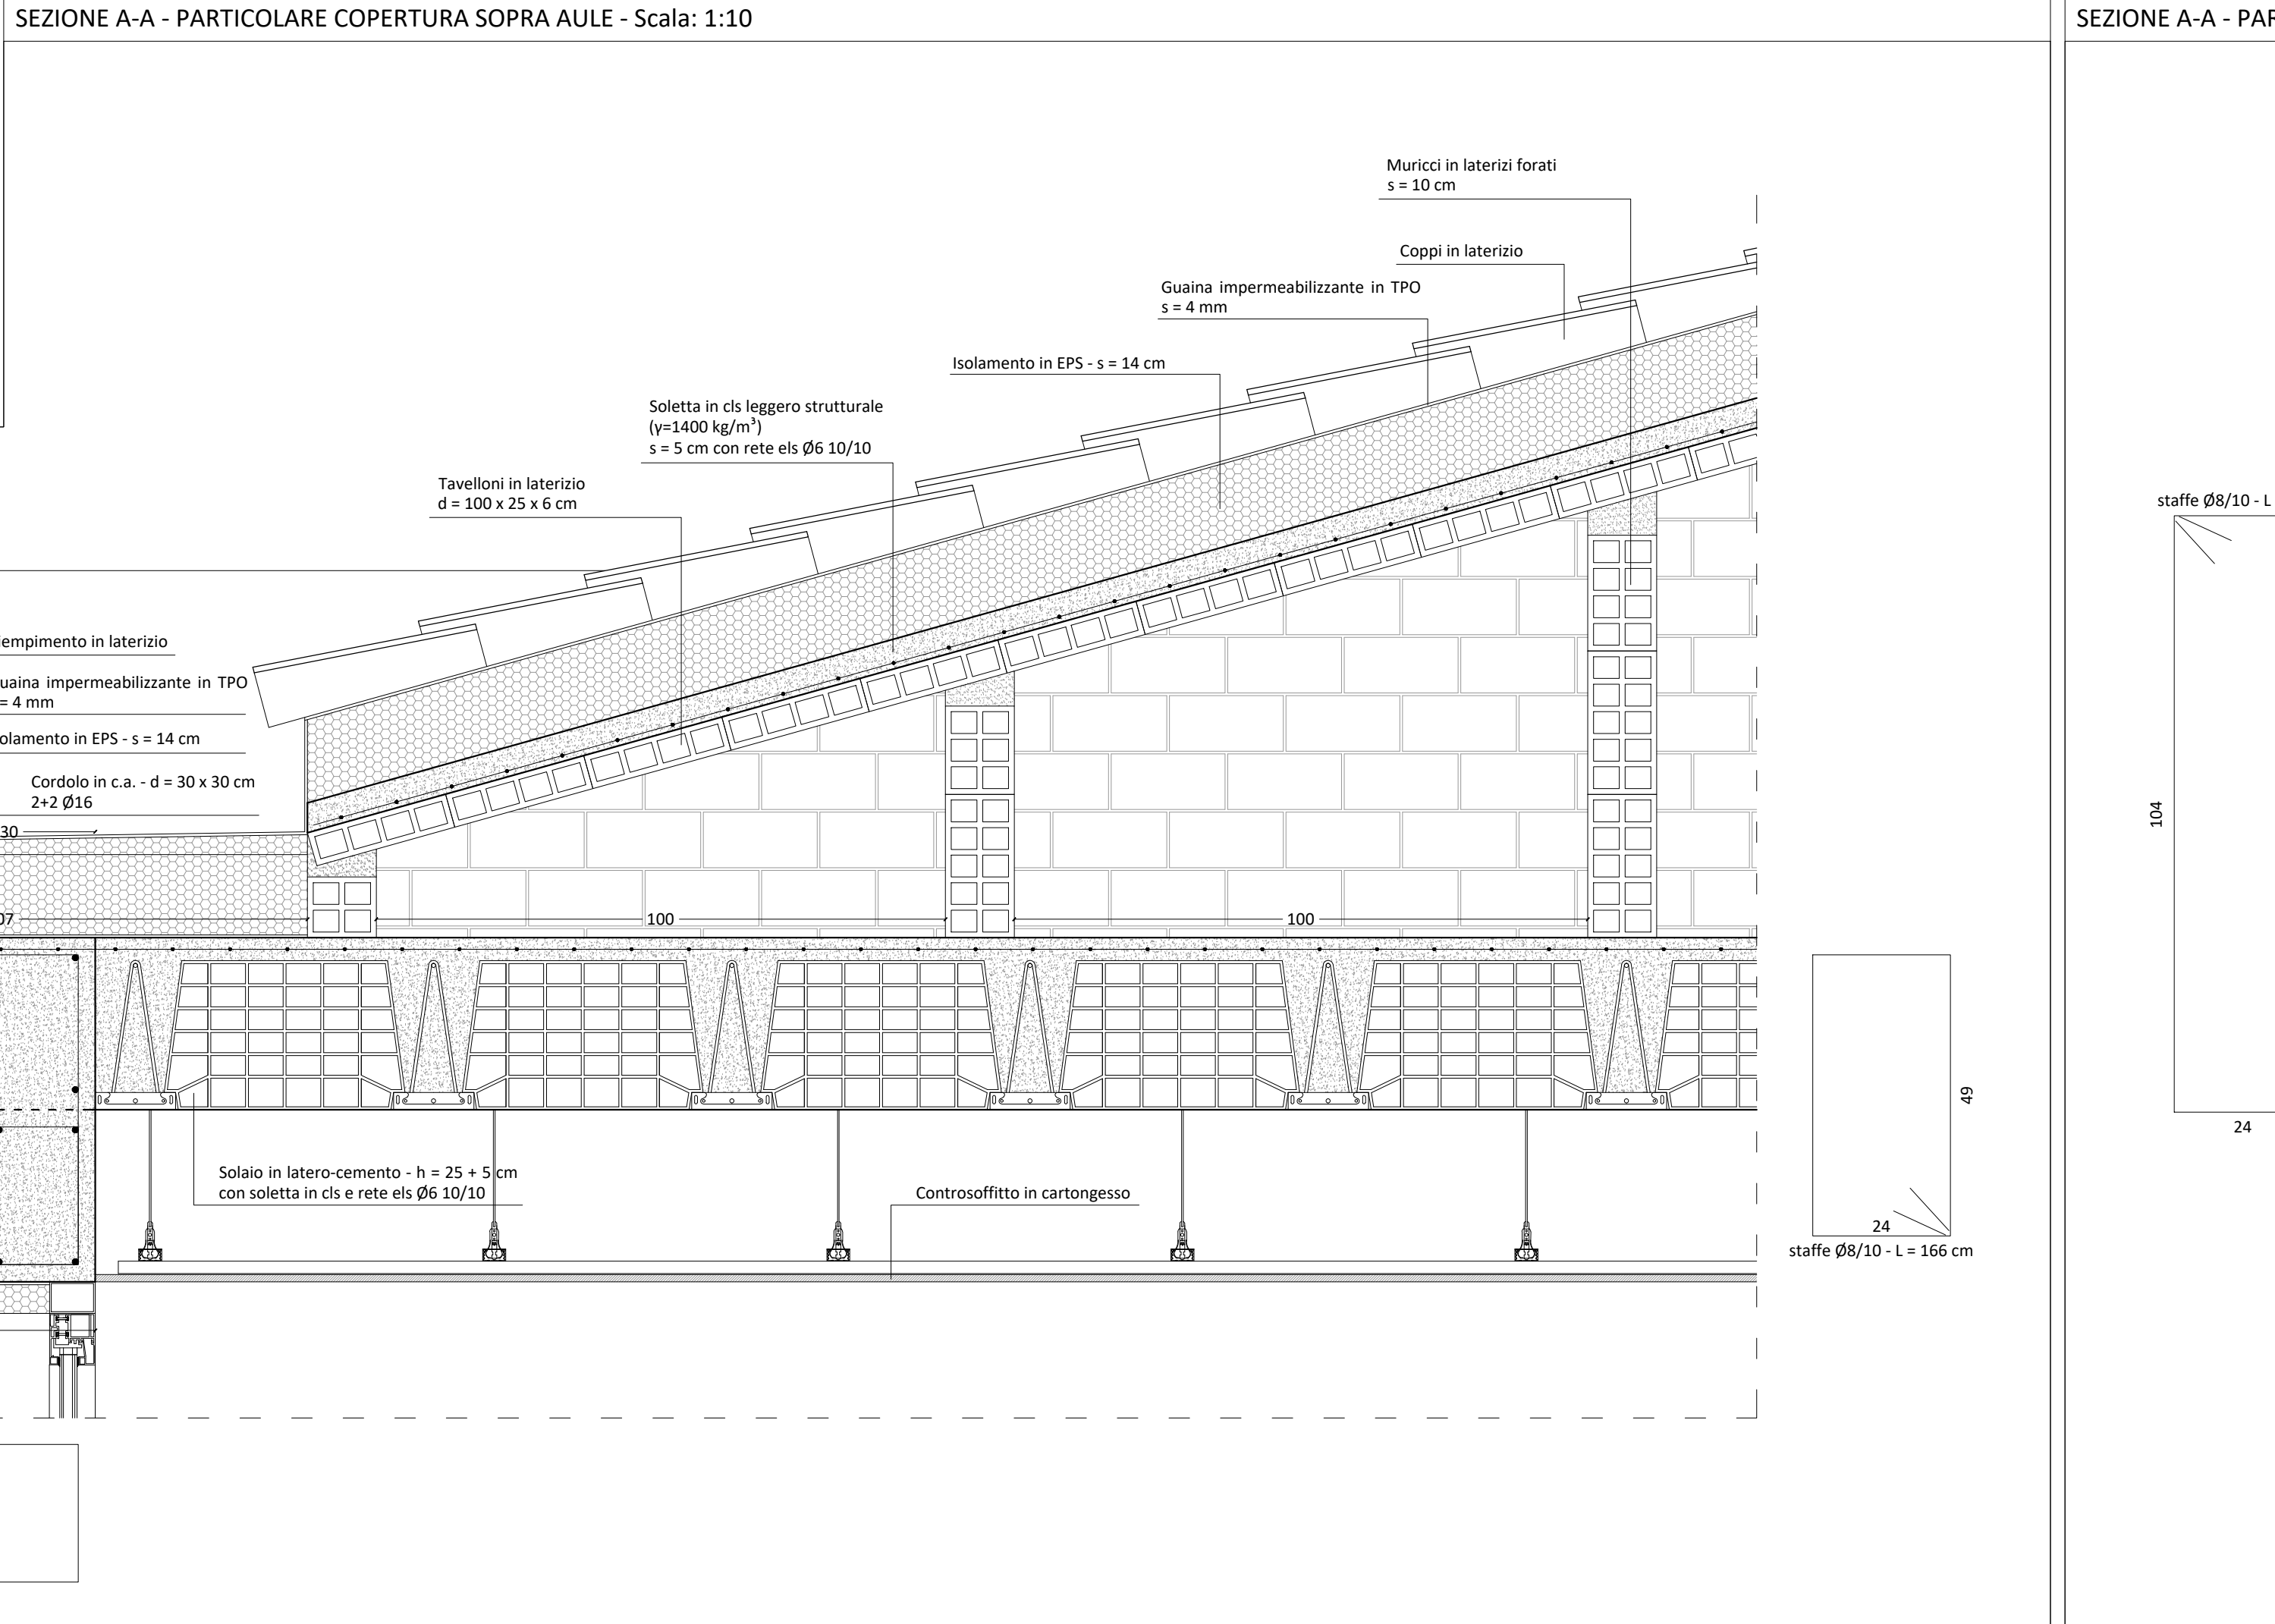 SEZIONE A-A - PARTICOLARE COPERTURA SOPRA AULE - Scala: 1:10
SEZIONE A-A - PAR
Muricci in laterizi forati
s = 10 cm
Coppi in laterizio
Guaina impermeabilizzante in TPO
s = 4 mm
Isolamento in EPS - s = 14 cm
Soletta in cls leggero strutturale
(γ=1400 kg/m³)
s = 5 cm con rete els Ø6 10/10
Tavelloni in laterizio
d = 100 x 25 x 6 cm
iempimento in laterizio
uaina impermeabilizzante in TPO
= 4 mm
olamento in EPS - s = 14 cm
Cordolo in c.a. - d = 30 x 30 cm
2+2 Ø16
30
07
100
100
Solaio in latero-cemento - h = 25 + 5 cm
con soletta in cls e rete els Ø6 10/10
Controsoffitto in cartongesso
49
24
staffe Ø8/10 - L = 166 cm
staffe Ø8/10 - L
104
24